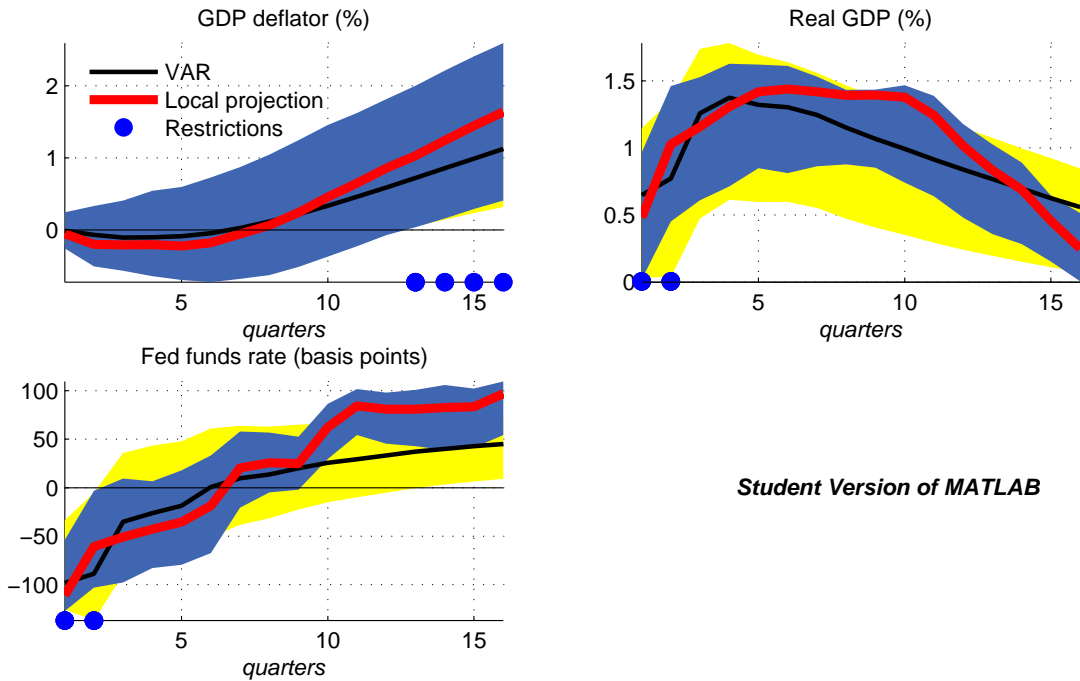 GDP deflator (%)
VAR
Local projection
Restrictions
2
1
0
5
10
15
quarters
Real GDP (%)
1.5
1
0.5
0
5
10
15
quarters
Fed funds rate (basis points)
100
50
0
−50
−100
5
10
15
quarters
Student Version of MATLAB